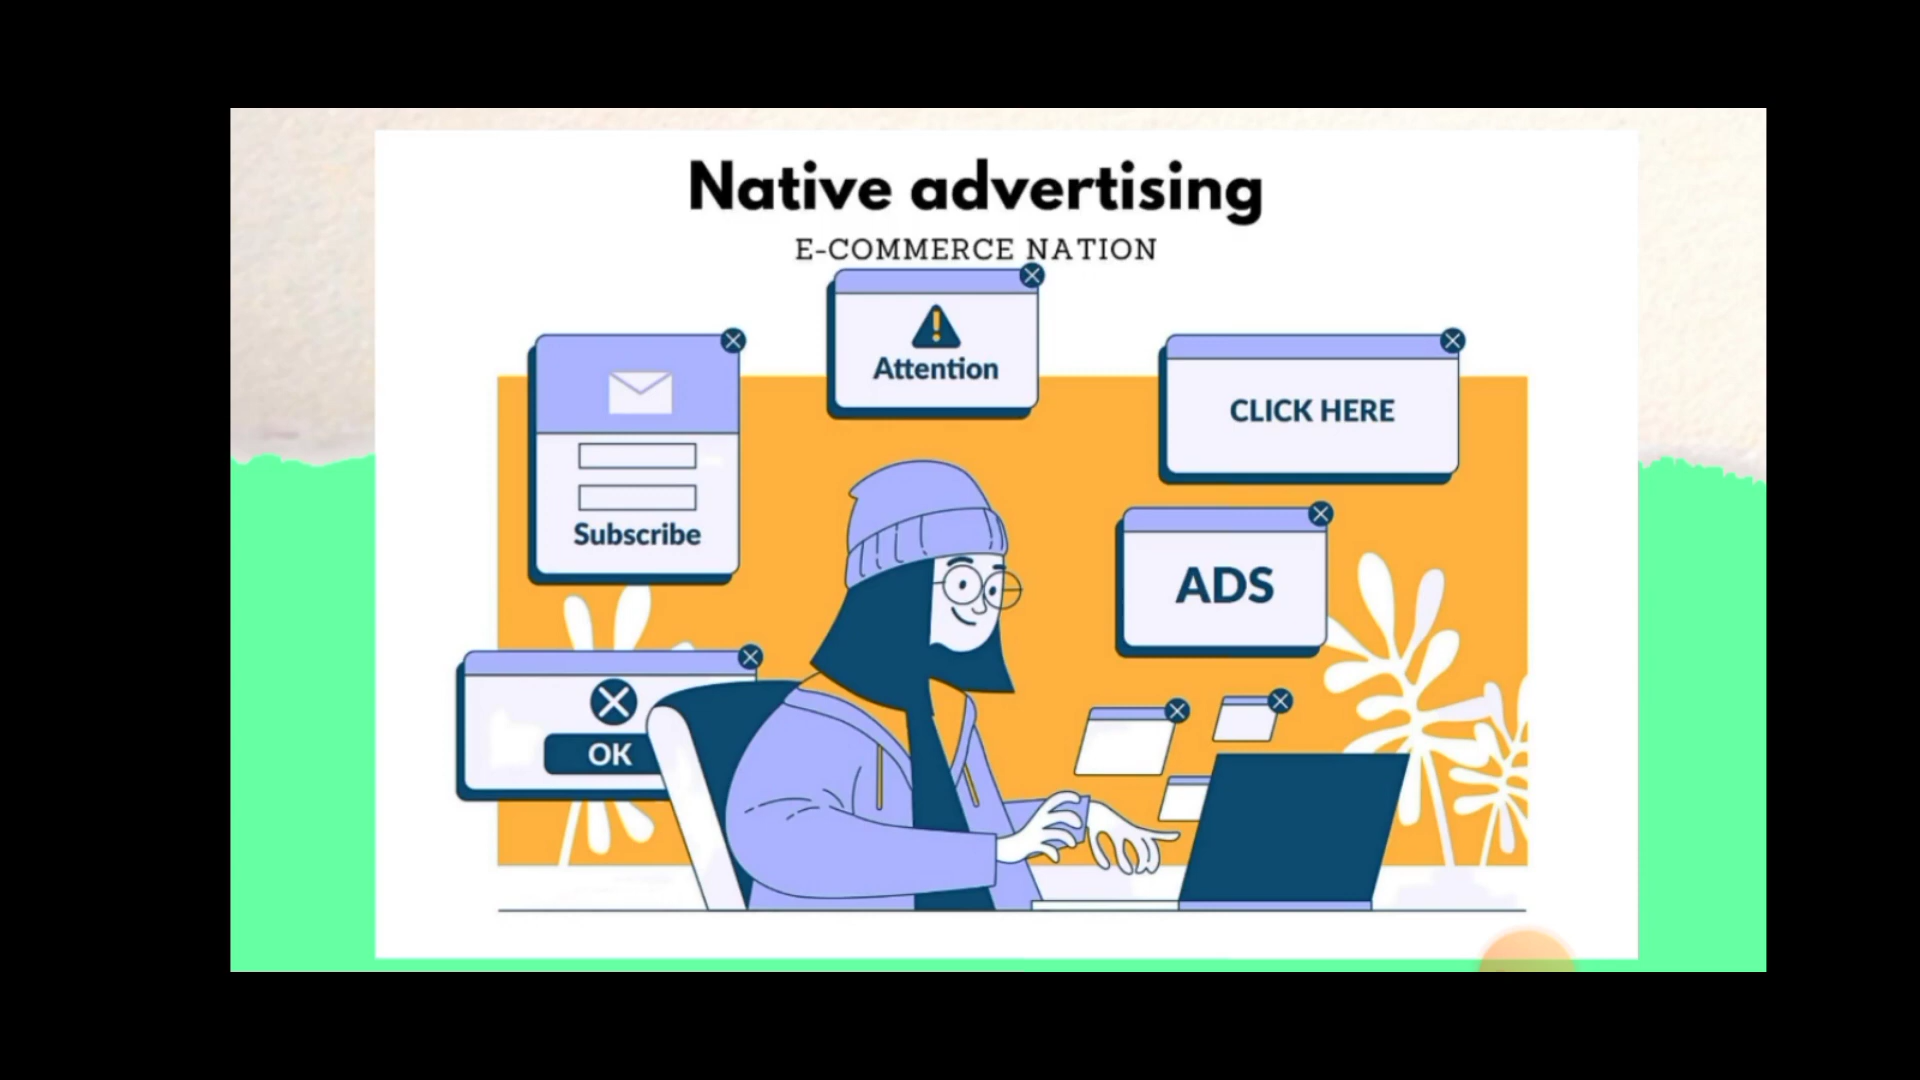 Native advertising
E-COMMERCE NATION
Attention
CLICK HERE
Subscribe
ADS
OK